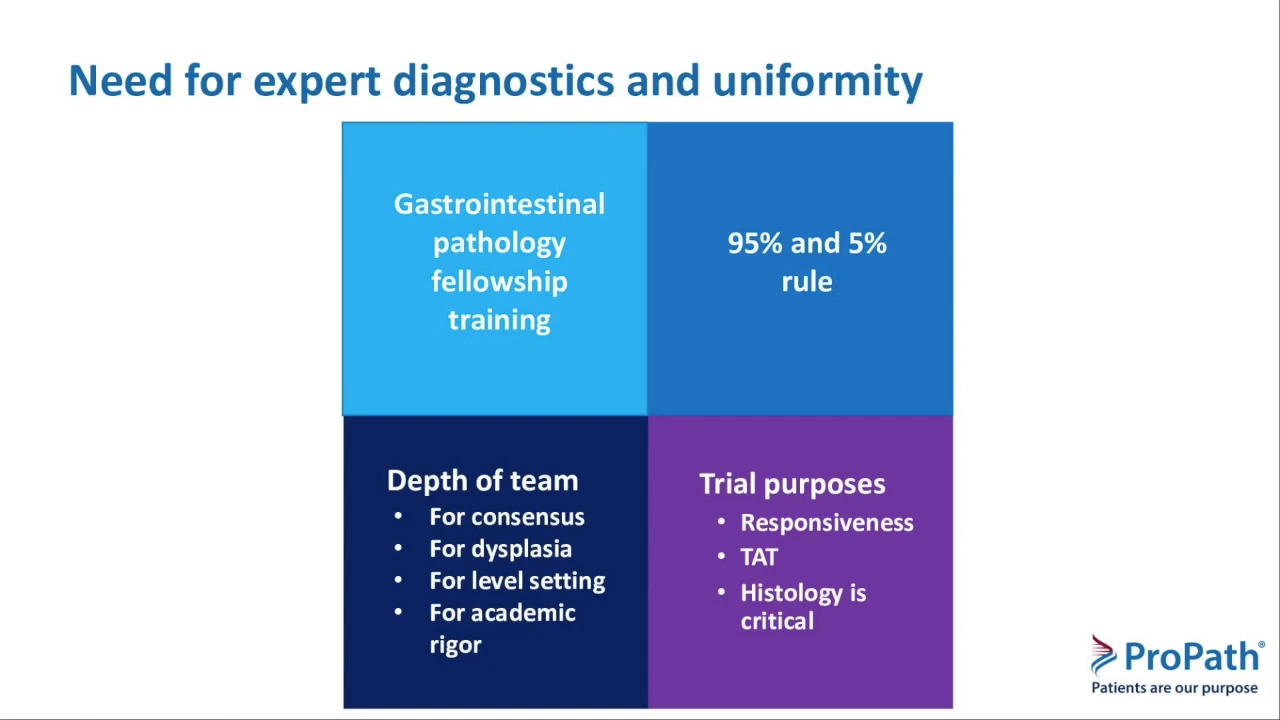 Need for expert diagnostics and uniformity
Gastrointestinal
pathology
fellowship
training
95% and 5%
rule
Depth of team
• For consensus
• For dysplasia
• For level setting
• For academic
rigor
Trial purposes
• Responsiveness
• TAT
• Histology is
critical
ProPath®
Patients are our purpose